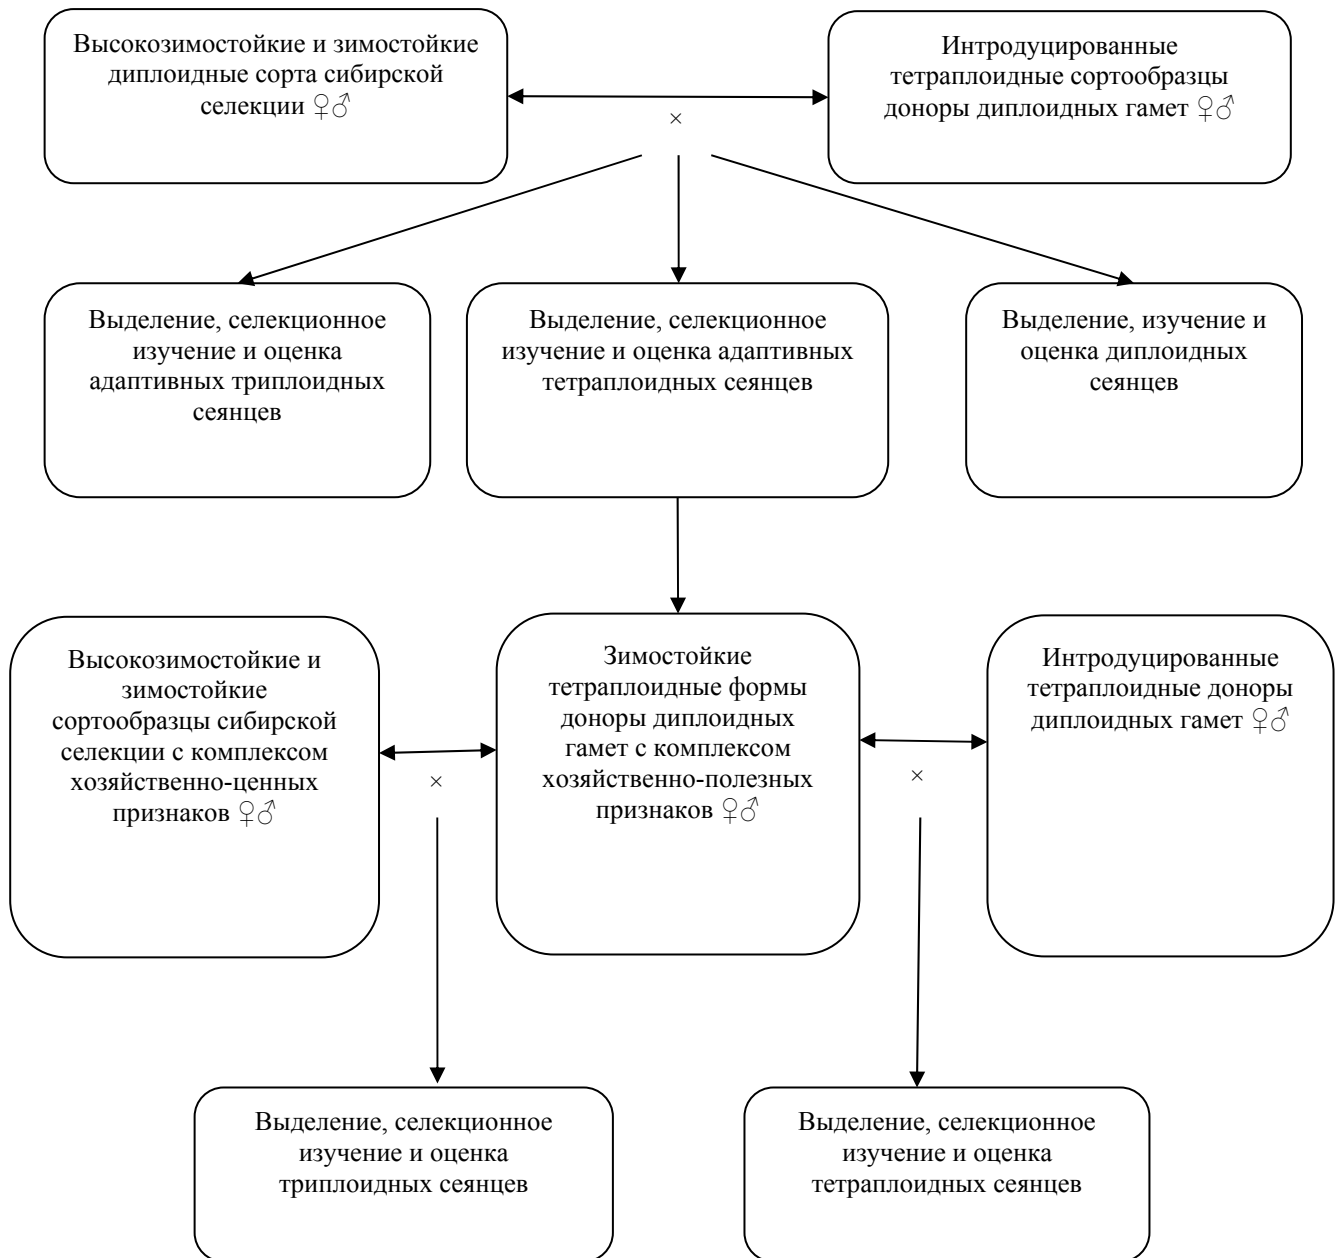 Высокозимостойкие и зимостойкие
диплоидные сорта сибирской
селекции ♀♂
Интродуцированные
тетраплоидные сортообразцы
доноры диплоидных гамет ♀♂
×
Выделение, селекционное
изучение и оценка
адаптивных триплоидных
сеянцев
Выделение, селекционное
изучение и оценка адаптивных
тетраплоидных сеянцев
Выделение, изучение и
оценка диплоидных
сеянцев
Высокозимостойкие и
зимостойкие
сортообразцы сибирской
селекции с комплексом
хозяйственно-ценных
признаков ♀♂
×
Зимостойкие
тетраплоидные формы
доноры диплоидных
гамет с комплексом
хозяйственно-полезных
признаков ♀♂
×
Интродуцированные
тетраплоидные доноры
диплоидных гамет ♀♂
Выделение, селекционное
изучение и оценка
триплоидных сеянцев
Выделение, селекционное
изучение и оценка
тетраплоидных сеянцев